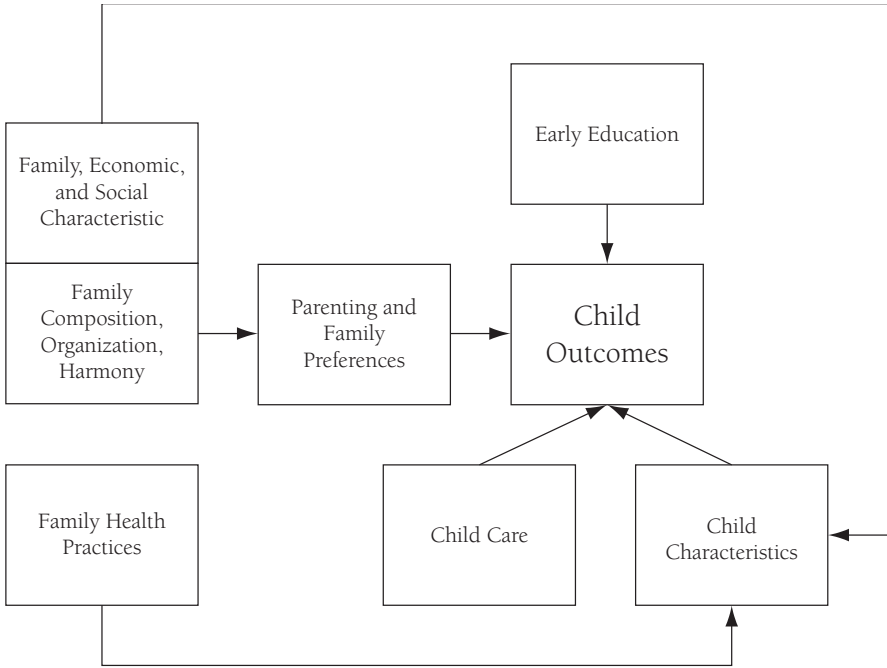 Early Education
Family, Economic,
and Social
Characteristic
Family
Composition,
Organization,
Harmony
Parenting and
Family
Preferences
Child
Outcomes
Family Health
Practices
Child Care
Child
Characteristics